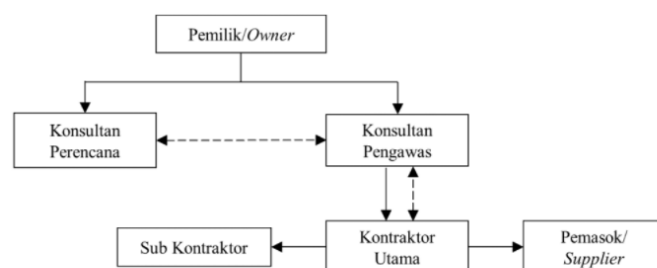 Pemilik/Owner
Konsultan
Perencana
Konsultan
Pengawas
Sub Kontraktor
Kontraktor
Utama
Pemasok/
Supplier